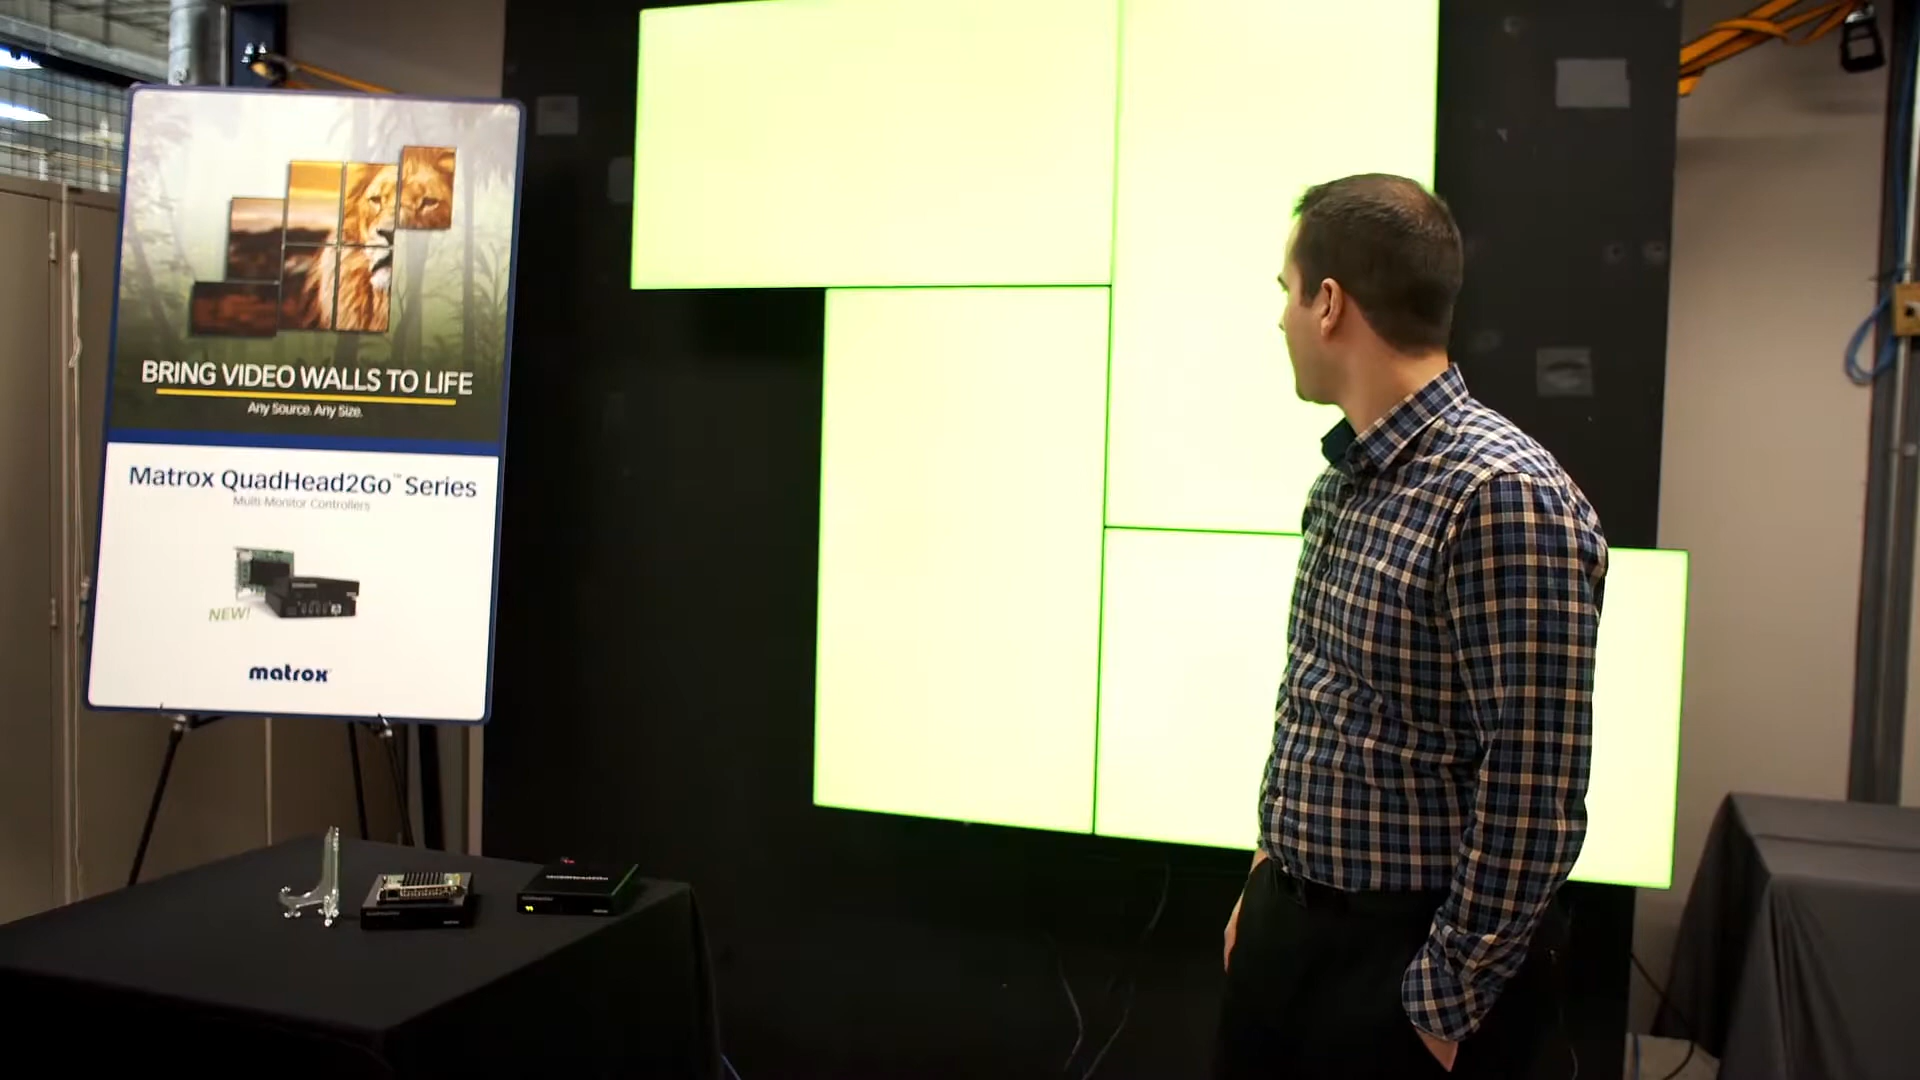 BRING VIDEO WALLS TO LIFE
Any Source. Any Size.
Matrox QuadHead2Go™ Series
Multi-Monitor Controllers
NEW!
matrox